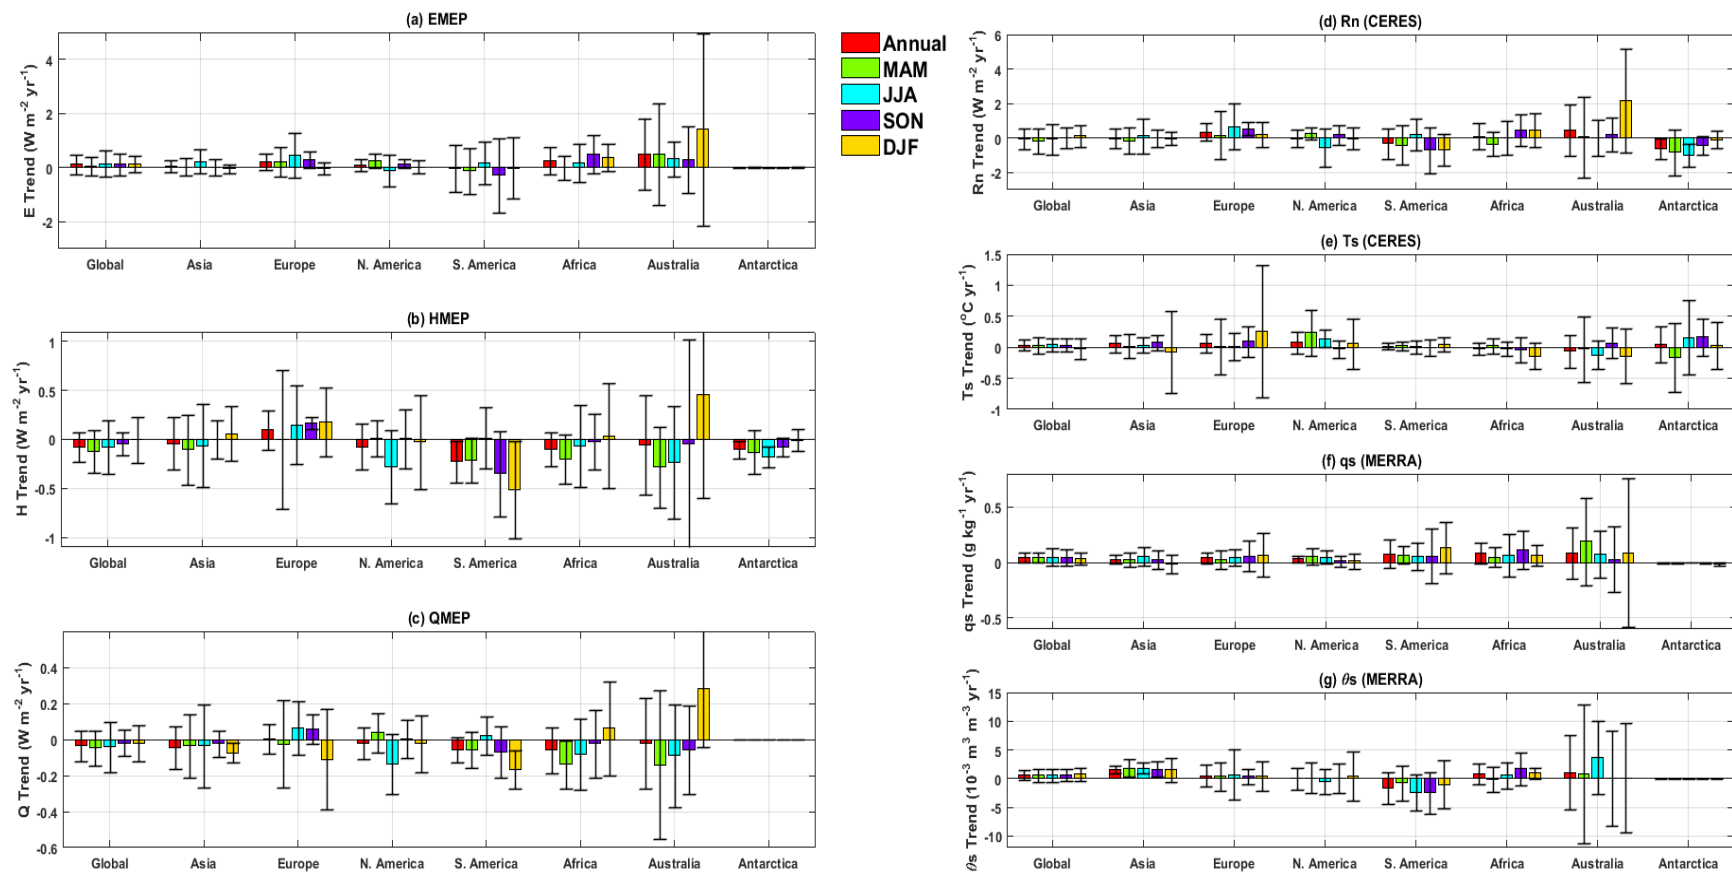 (a) EMEP
E Trend (W m-2 yr-1)
4
2
0
-2
Global Asia Europe N. America S. America Africa Australia Antarctica
Annual
MAM
JJA
SON
DJF
(b) HMEP
H Trend (W m-2 yr-1)
1
0.5
0
-0.5
-1
Global Asia Europe N. America S. America Africa Australia Antarctica
(c) QMEP
Q Trend (W m-2 yr-1)
0.4
0.2
0
-0.2
-0.4
-0.6
Global Asia Europe N. America S. America Africa Australia Antarctica
(d) Rn (CERES)
Rn Trend (W m-2 yr-1)
6
4
2
0
-2
Global Asia Europe N. America S. America Africa Australia Antarctica
(e) Ts (CERES)
Ts Trend (oC yr-1)
1.5
1
0.5
0
-0.5
-1
Global Asia Europe N. America S. America Africa Australia Antarctica
(f) qs (MERRA)
qs Trend (g kg-1 yr-1)
0.5
0
-0.5
Global Asia Europe N. America S. America Africa Australia Antarctica
(g) θs (MERRA)
θs Trend (10-3 m3 m-3 yr-1)
15
10
5
0
-5
-10
Global Asia Europe N. America S. America Africa Australia Antarctica